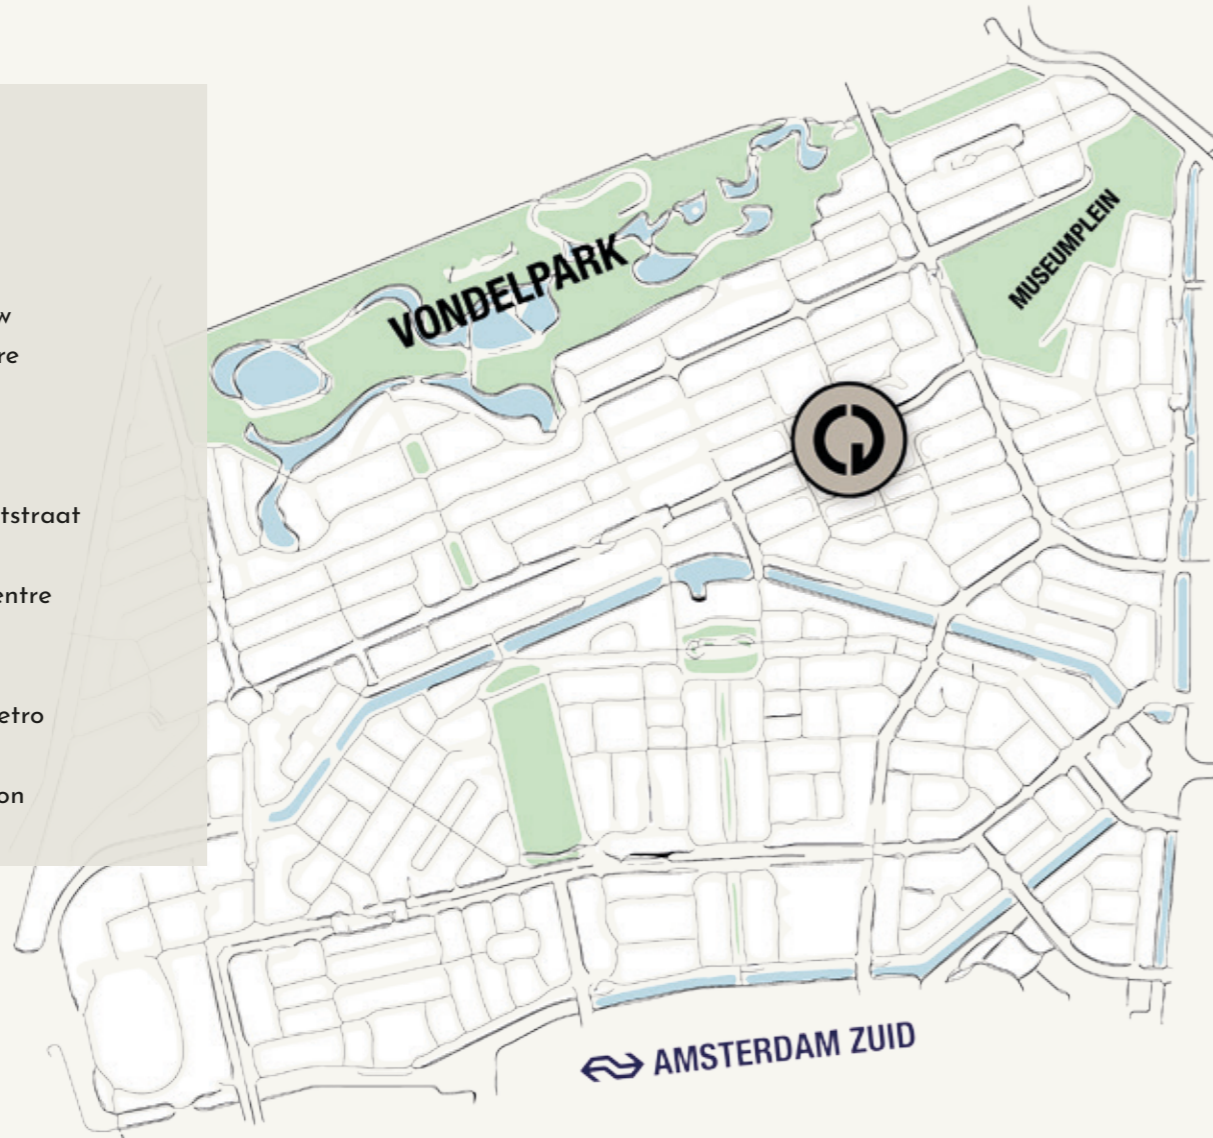 w
re
tstraat
entre
etro
on
VONDELPARK
MUSEUMPLEIN
AMSTERDAM ZUID